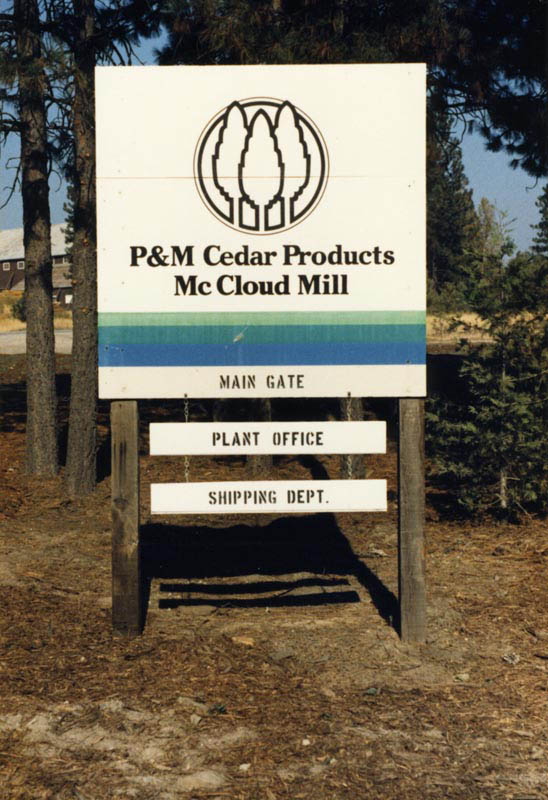 P&M Cedar Products
Mc Cloud Mill
MAIN GATE
PLANT OFFICE
SHIPPING DEPT.